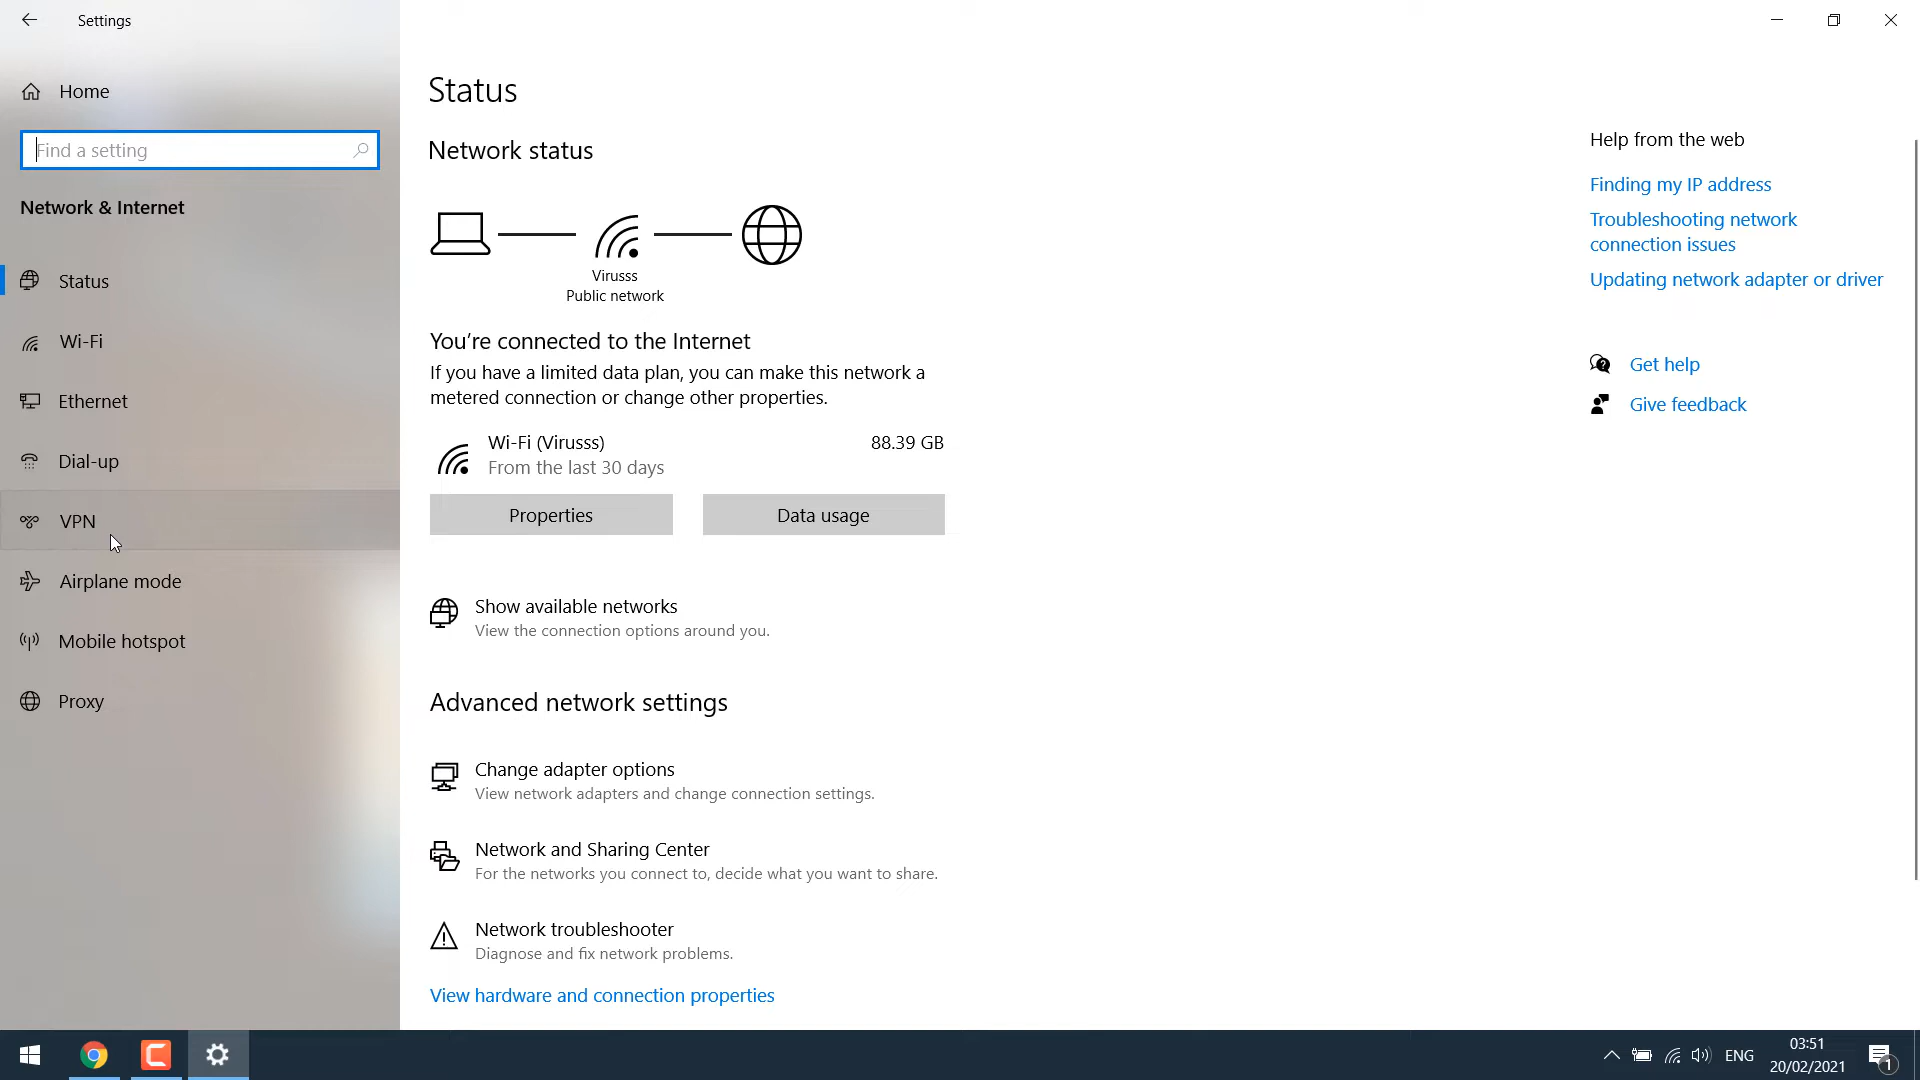 Settings
Home
Find a setting
Network & Internet
Status
Wi-Fi
Ethernet
Dial-up
VPN
Airplane mode
Mobile hotspot
Proxy
Status
Network status
Virusss
Public network
You’re connected to the Internet
If you have a limited data plan, you can make this network a
metered connection or change other properties.
Wi-Fi (Virusss) 88.39 GB
From the last 30 days
Properties Data usage
Show available networks
View the connection options around you.
Advanced network settings
Change adapter options
View network adapters and change connection settings.
Network and Sharing Center
For the networks you connect to, decide what you want to share.
Network troubleshooter
Diagnose and fix network problems.
View hardware and connection properties
Help from the web
Finding my IP address
Troubleshooting network
connection issues
Updating network adapter or driver
Get help
Give feedback
ENG
03:51
20/02/2021
1